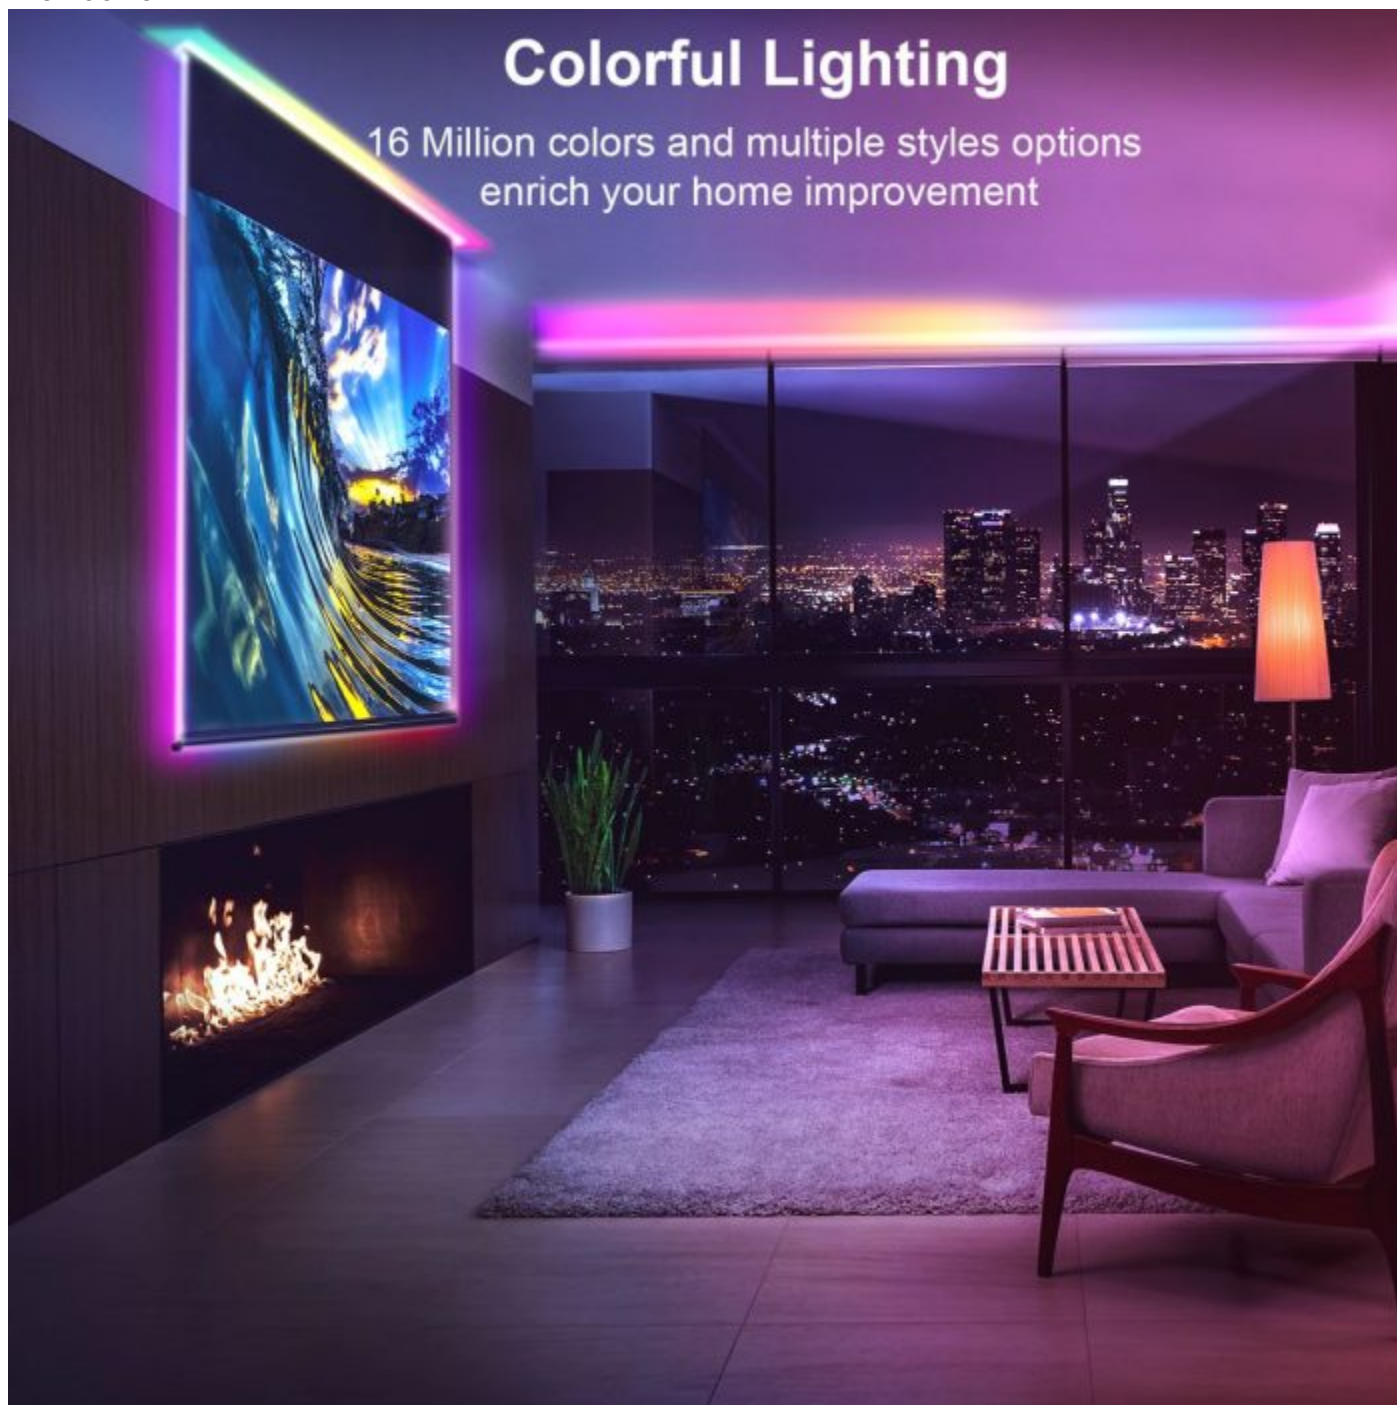 Colorful Lighting
16 Million colors and multiple styles options
enrich your home improvement